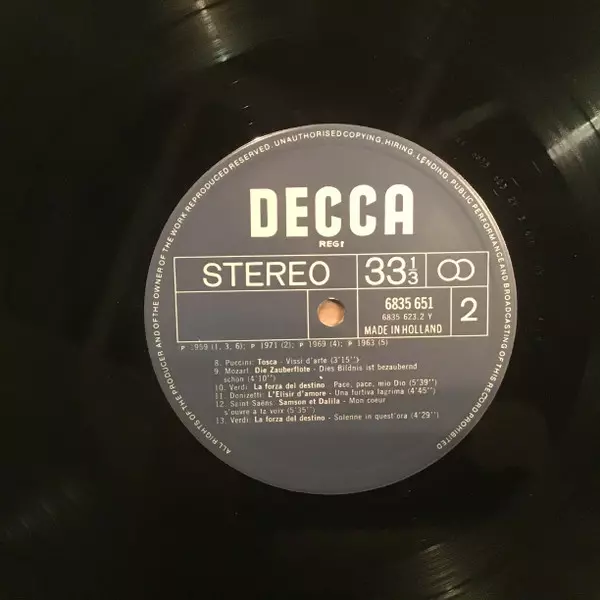 ALL RIGHTS OF THE PRODUCER AND OF THE OWNER OF THE WORK REPRODUCED RESERVED. UNAUTHORISED COPYING, HIRING, LENDING, PUBLIC PERFORMANCE AND BROADCASTING OF THIS RECORD PROHIBITED
DECCA
REGᵈ
STEREO
33⅓
6835 651
6835 623.2 Y
MADE IN HOLLAND
2
P 1959 (1, 3, 6); P 1971 (2); P 1969 (4); P 1963 (5)
8. Puccini: Tosca - Vissi d'arte (3'15'')
9. Mozart: Die Zauberflöte - Dies Bildnis ist bezaubernd
schön (4'10'')
10. Verdi: La forza del destino - Pace, pace, mio Dio (5'39'')
11. Donizetti: L'Elisir d'amore - Una furtiva lagrima (4'45'')
12. Saint-Saëns: Samson et Dalila - Mon coeur
s'ouvre à ta voix (5'35'')
13. Verdi: La forza del destino - Solenne in quest'ora (4'29'')